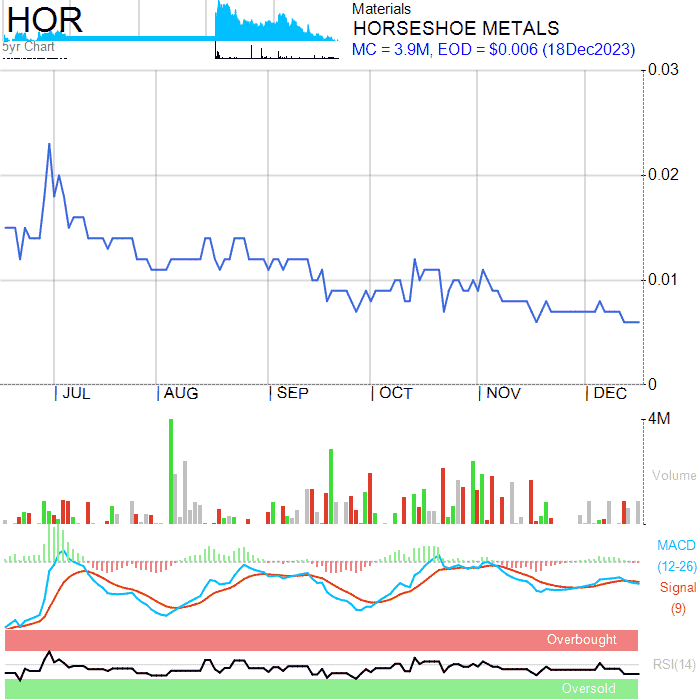 HOR
5yr Chart
Materials
HORSESHOE METALS
MC = 3.9M, EOD = $0.006 (18Dec2023)
0.03
0.02
0.01
0
JUL AUG SEP OCT NOV DEC
4M
Volume
MACD
(12-26)
Signal
(9)
Overbought
RSI(14)
Oversold